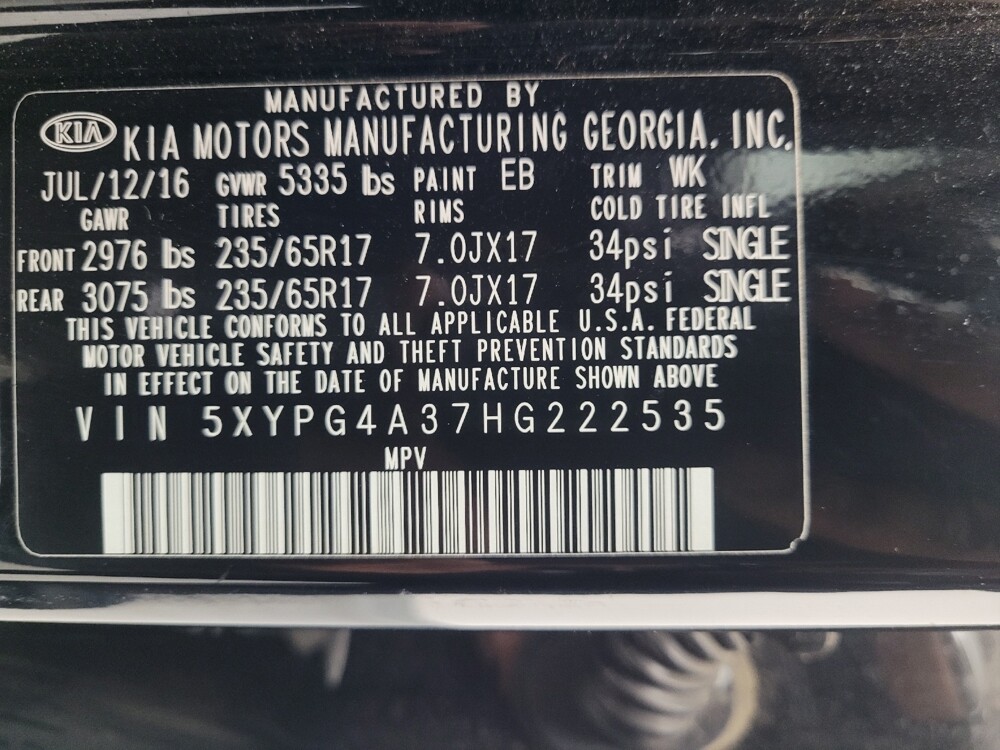 MANUFACTURED BY
KIA KIA MOTORS MANUFACTURING GEORGIA, INC.
JUL/12/16 GVWR 5335 lbs PAINT EB TRIM WK
GAWR TIRES RIMS COLD TIRE INFL
FRONT 2976 lbs 235/65R17 7.0JX17 34psi SINGLE
REAR 3075 lbs 235/65R17 7.0JX17 34psi SINGLE
THIS VEHICLE CONFORMS TO ALL APPLICABLE U.S.A. FEDERAL
MOTOR VEHICLE SAFETY AND THEFT PREVENTION STANDARDS
IN EFFECT ON THE DATE OF MANUFACTURE SHOWN ABOVE
VIN 5XYPG4A37HG222535
MPV